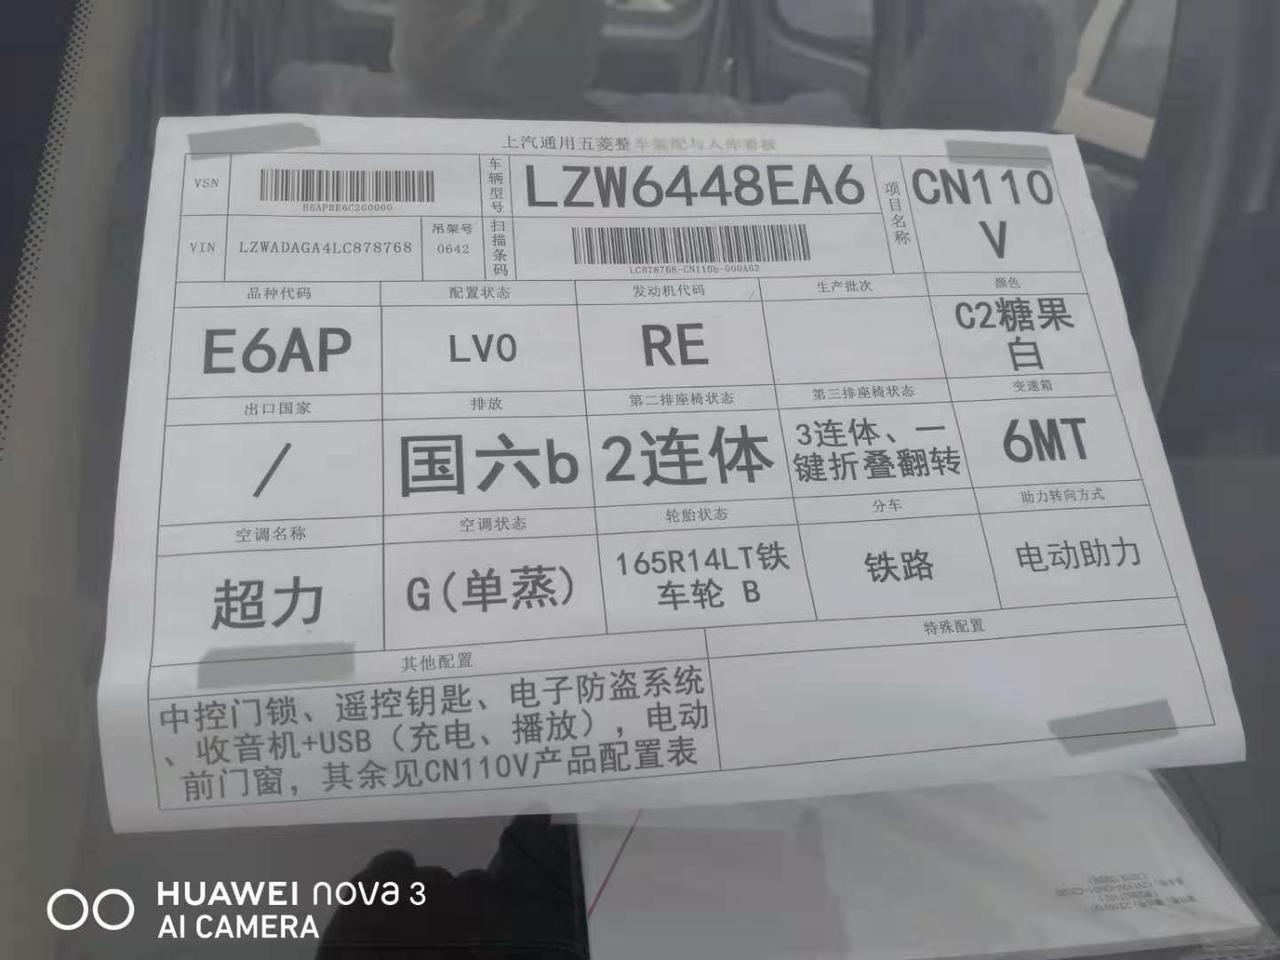 上汽通用五菱整车装配与入库看板
VSN
E6APRE6C2G0000
车辆型号
LZW6448EA6
项目名称
CN110
V
VIN
LZWADAGA4LC878768
吊架号
0642
扫描条码
LC878768-CN110b-000A62
品种代码
配置状态
发动机代码
生产批次
颜色
E6AP
LV0
RE
C2糖果
白
出口国家
排放
第二排座椅状态
第三排座椅状态
变速箱
/
国六b
2连体
3连体、一
键折叠翻转
6MT
空调名称
空调状态
轮胎状态
分车
助力转向方式
超力
G(单蒸)
165R14LT铁
车轮 B
铁路
电动助力
其他配置
特殊配置
中控门锁、遥控钥匙、电子防盗系统
、收音机+USB（充电、播放），电动
前门窗，其余见CN110V产品配置表
HUAWEI nova 3
AI CAMERA